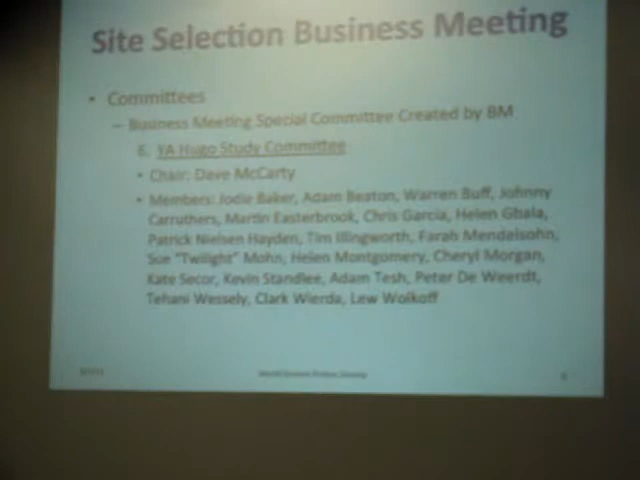 Site Selection Business Meeting
• Committees
– Business Meeting Special Committee Created by BM
6. YA Hugo Study Committee
• Chair: Dave McCarty
• Members: Jodie Baker, Adam Beaton, Warren Buff, Johnny
Carruthers, Martin Easterbrook, Chris Garcia, Helen Gbala,
Patrick Nielsen Hayden, Tim Illingworth, Farah Mendelsohn,
Sue "Twilight" Mohn, Helen Montgomery, Cheryl Morgan,
Kate Secor, Kevin Standlee, Adam Tesh, Peter De Weerdt,
Tehani Wessely, Clark Wierda, Lew Wolkoff